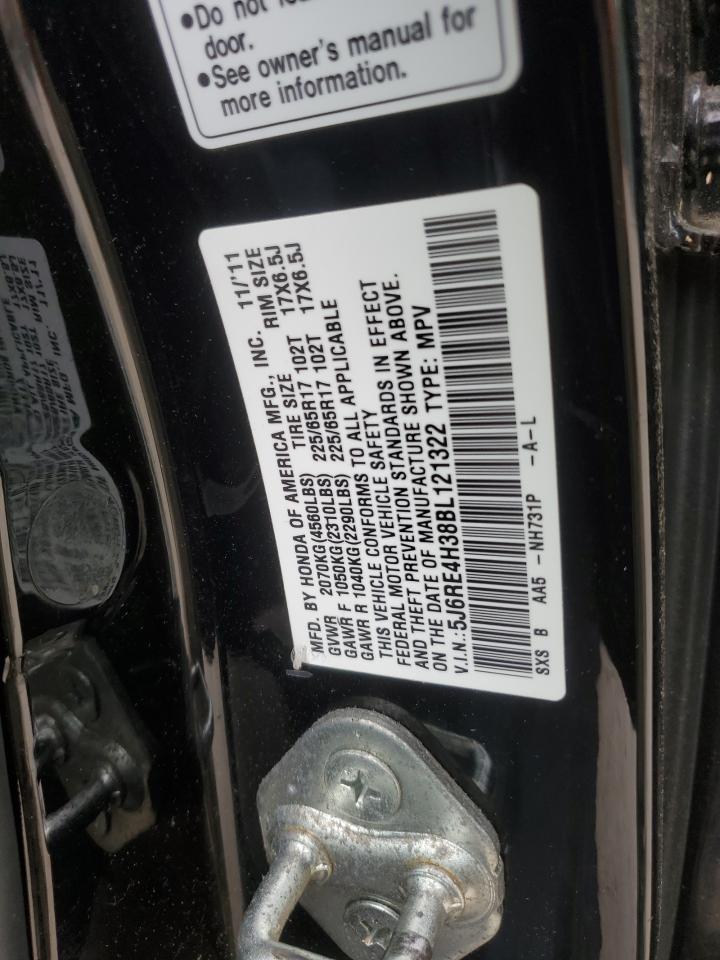 ●Do not
door.
●See owner's manual for
more information.
MFD. BY HONDA OF AMERICA MFG., INC. 11/'11
GVWR 2070KG(4560LBS) TIRE SIZE RIM SIZE
GAWR F 1050KG(2310LBS) 225/65R17 102T 17X6.5J
GAWR R 1040KG(2290LBS) 225/65R17 102T 17X6.5J
THIS VEHICLE CONFORMS TO ALL APPLICABLE
FEDERAL MOTOR VEHICLE SAFETY
STANDARDS IN EFFECT
AND THEFT PREVENTION STANDARDS IN EFFECT
ON THE DATE OF MANUFACTURE SHOWN ABOVE.
V.I.N.:5J6RE4H38BL121322 TYPE: MPV
SXS B AA5 -NH731P -A-L